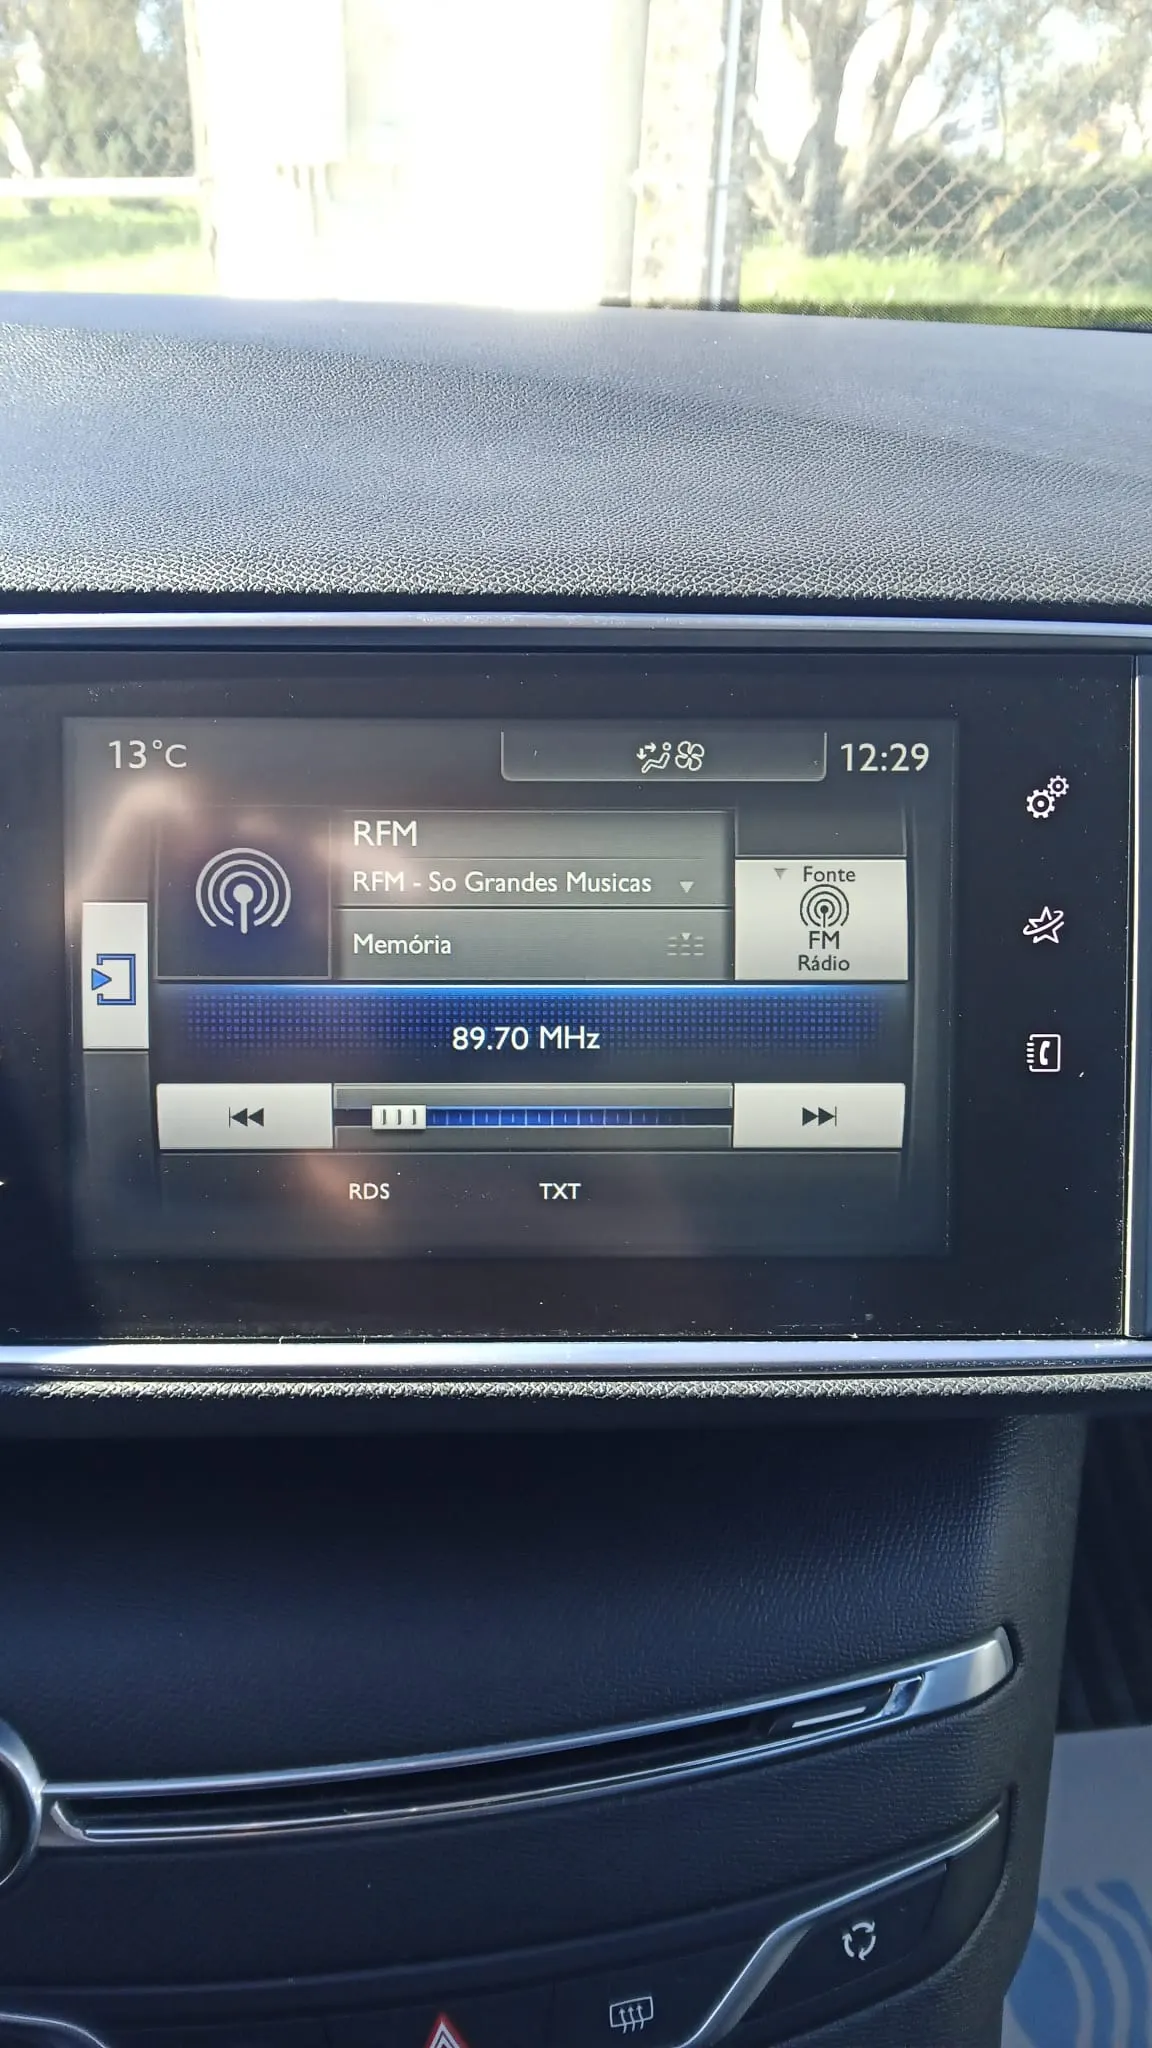 13°C
12:29
RFM
RFM - So Grandes Musicas
Memória
Fonte
FM
Rádio
89.70 MHz
RDS
TXT